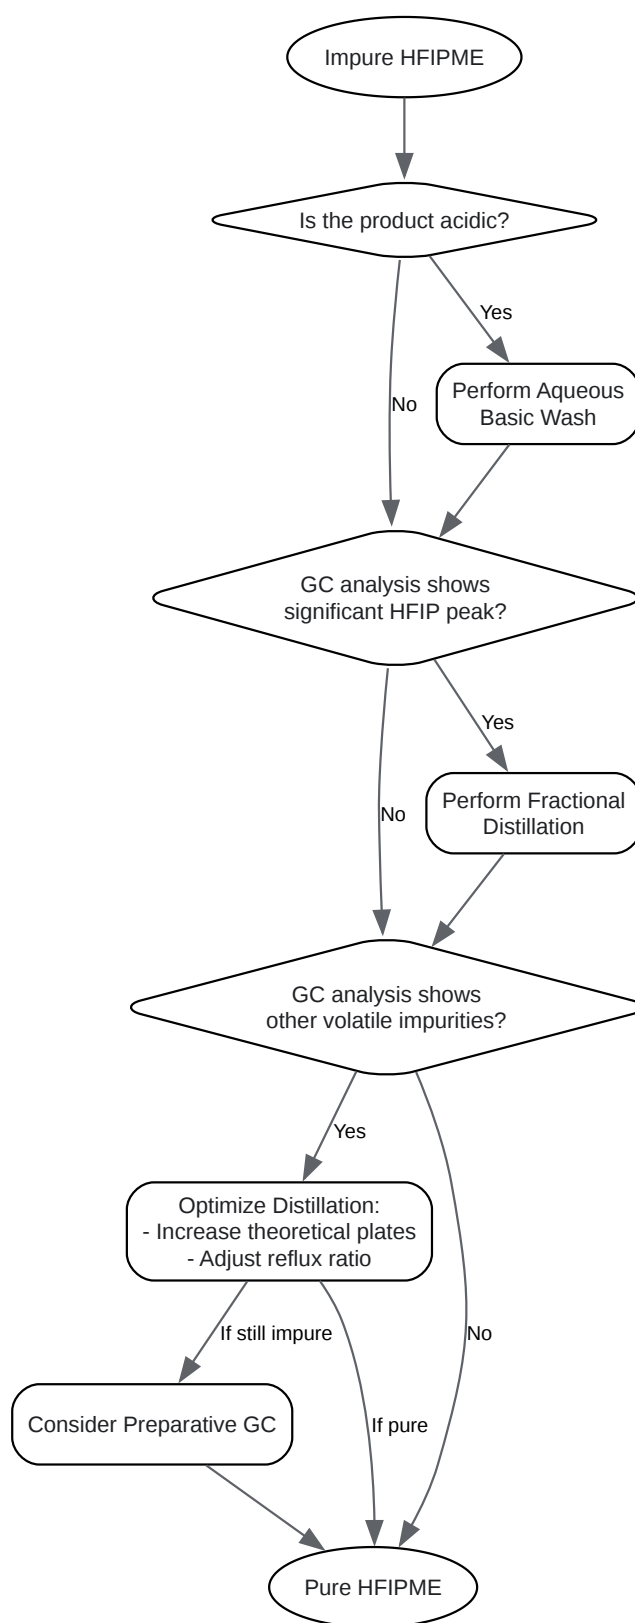 Impure HFIPME
Is the product acidic?
Yes
Perform Aqueous
Basic Wash
No
GC analysis shows
significant HFIP peak?
Yes
Perform Fractional
Distillation
No
GC analysis shows
other volatile impurities?
Yes
Optimize Distillation:
- Increase theoretical plates
- Adjust reflux ratio
If still impure
No
Consider Preparative GC
If pure
Pure HFIPME